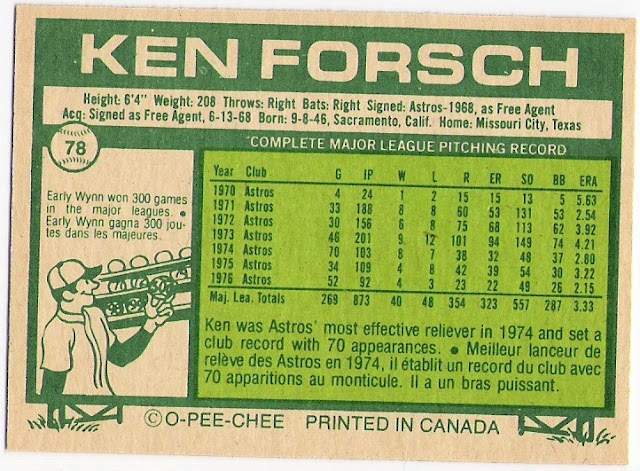 KEN FORSCH
Height: 6'4" Weight: 208 Throws: Right Bats: Right Signed: Astros-1968, as Free Agent
Acq: Signed as Free Agent, 6-13-68 Born: 9-8-46, Sacramento, Calif. Home: Missouri City, Texas
78
COMPLETE MAJOR LEAGUE PITCHING RECORD
Year Club G IP W L R ER SO BB ERA
1970 Astros 4 24 1 2 15 15 13 5 5.63
1971 Astros 33 188 8 8 60 53 131 53 2.54
1972 Astros 30 156 6 8 75 68 113 62 3.92
1973 Astros 46 201 9 12 101 94 149 74 4.21
1974 Astros 70 103 8 7 38 32 48 37 2.80
1975 Astros 34 109 4 8 42 39 54 30 3.22
1976 Astros 52 92 4 3 23 22 49 26 2.15
Maj. Lea. Totals 269 873 40 48 354 323 557 287 3.33
Early Wynn won 300 games
in the major leagues. •
Early Wynn gagna 300 jou-
tes dans les majeures.
Ken was Astros' most effective reliever in 1974 and set a
club record with 70 appearances. • Meilleur lanceur de
relève des Astros en 1974, il établit un record du club avec
70 apparitions au monticule. Il a un bras puissant.
© O-PEE-CHEE PRINTED IN CANADA